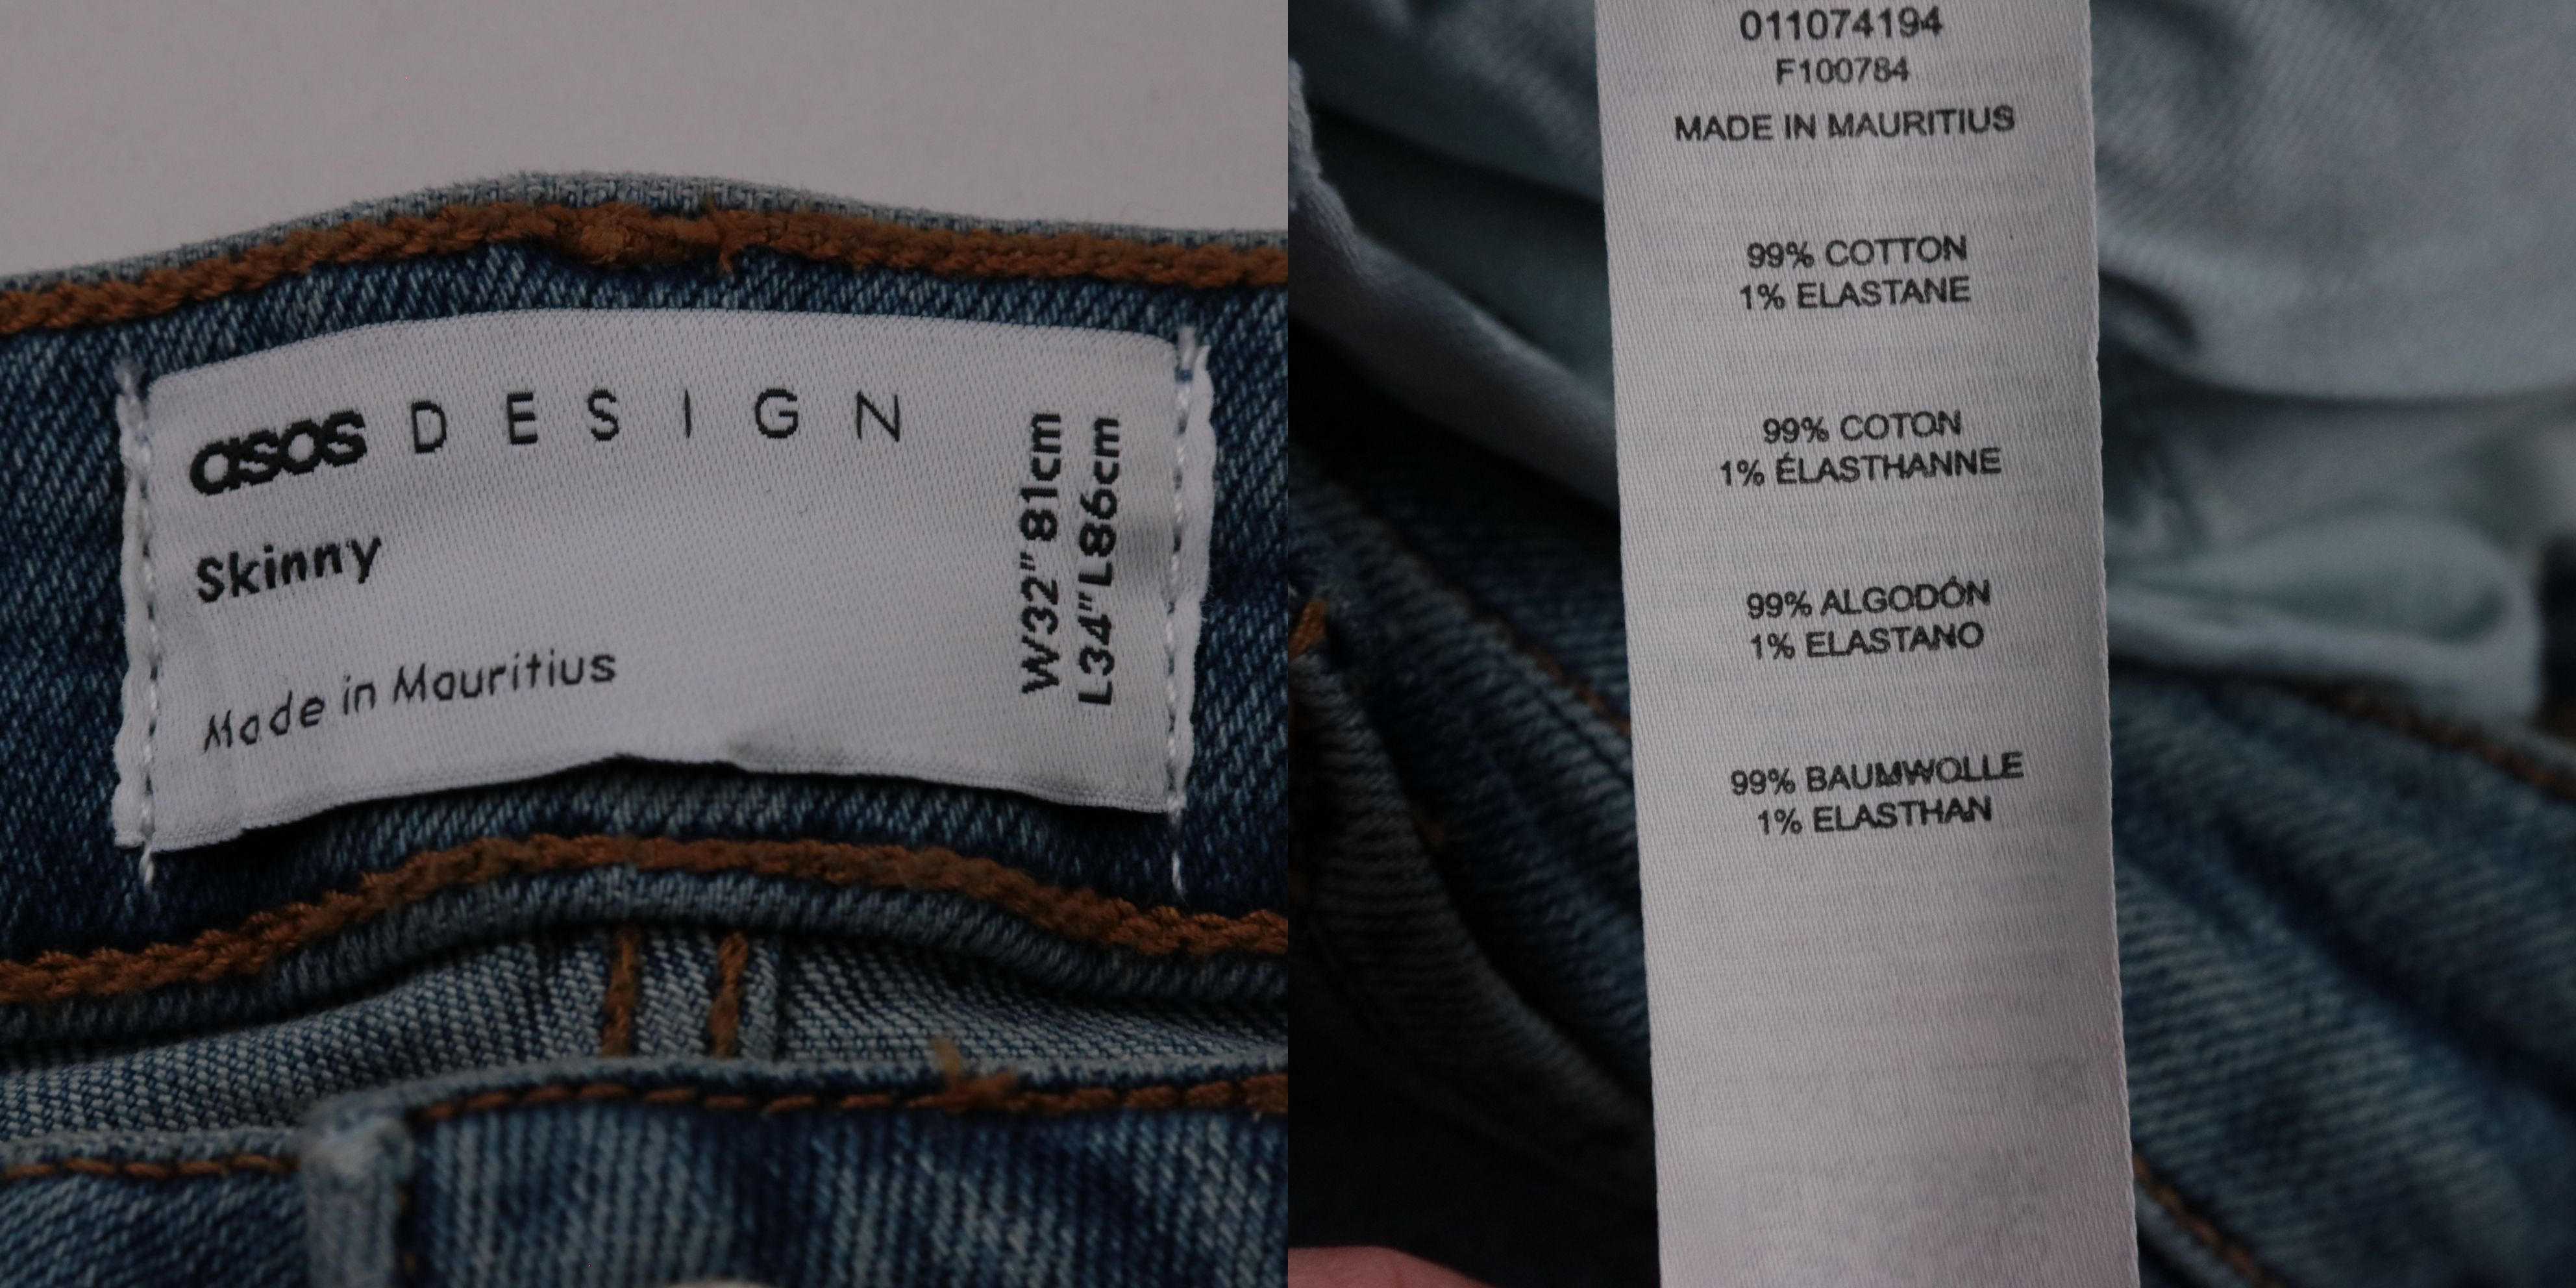 asos DESIGN
Skinny
Made in Mauritius
W32"81cm
L34"L86cm
011074194
F100784
MADE IN MAURITIUS
99% COTTON
1% ELASTANE
99% COTON
1% ÉLASTHANNE
99% ALGODÓN
1% ELASTANO
99% BAUMWOLLE
1% ELASTHAN